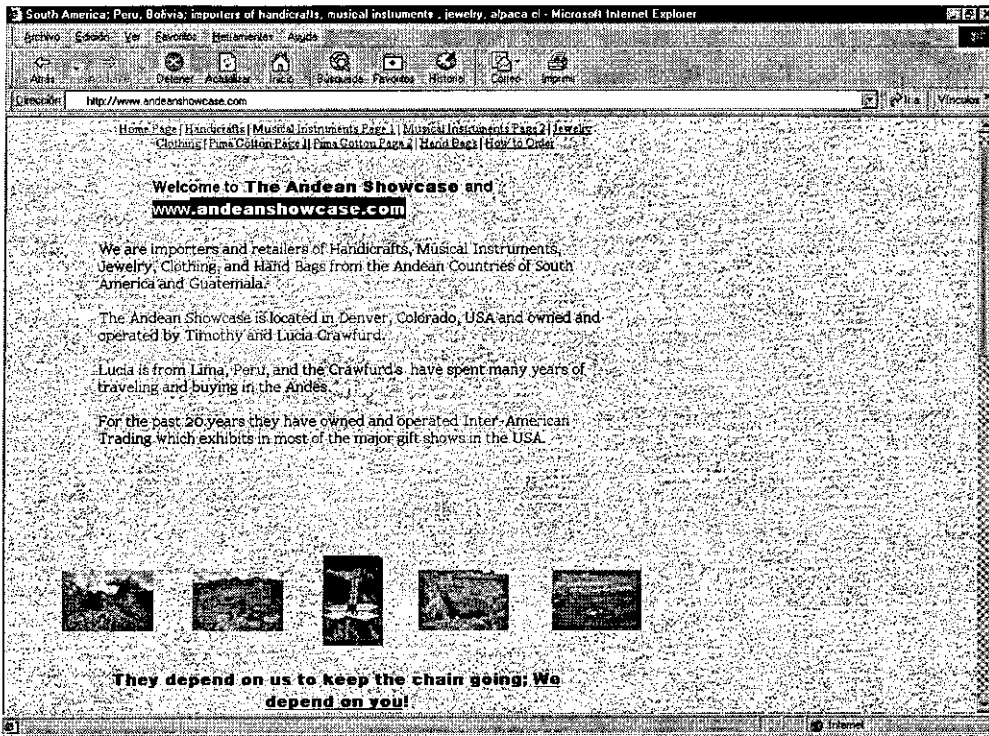 South America; Peru, Bolivia; importers of handicrafts, musical instruments , jewelry, alpaca cl - Microsoft Internet Explorer
Archivo Edición Ver Favoritos Herramientas Ayuda
Atrás Detener Actualizar Inicio Búsqueda Favoritos Historial Correo Imprimir
Dirección http://www.andeanshowcase.com Ir a Vínculos
Home Page | Handicrafts | Musical Instruments Page 1 | Musical Instruments Page 2 | Jewelry
Clothing | Pima Cotton Page 1| Pima Cotton Page 2 | Hand Bags | How to Order
Welcome to The Andean Showcase and
www.andeanshowcase.com
We are importers and retailers of Handicrafts, Musical Instruments,
Jewelry, Clothing, and Hand Bags from the Andean Countries of South
America and Guatemala.
The Andean Showcase is located in Denver, Colorado, USA and owned and
operated by Timothy and Lucia Crawfurd.
Lucia is from Lima, Peru, and the Crawfurd's have spent many years of
traveling and buying in the Andes.
For the past 20 years they have owned and operated Inter-American
Trading which exhibits in most of the major gift shows in the USA.
They depend on us to keep the chain going; We
depend on you!
Internet